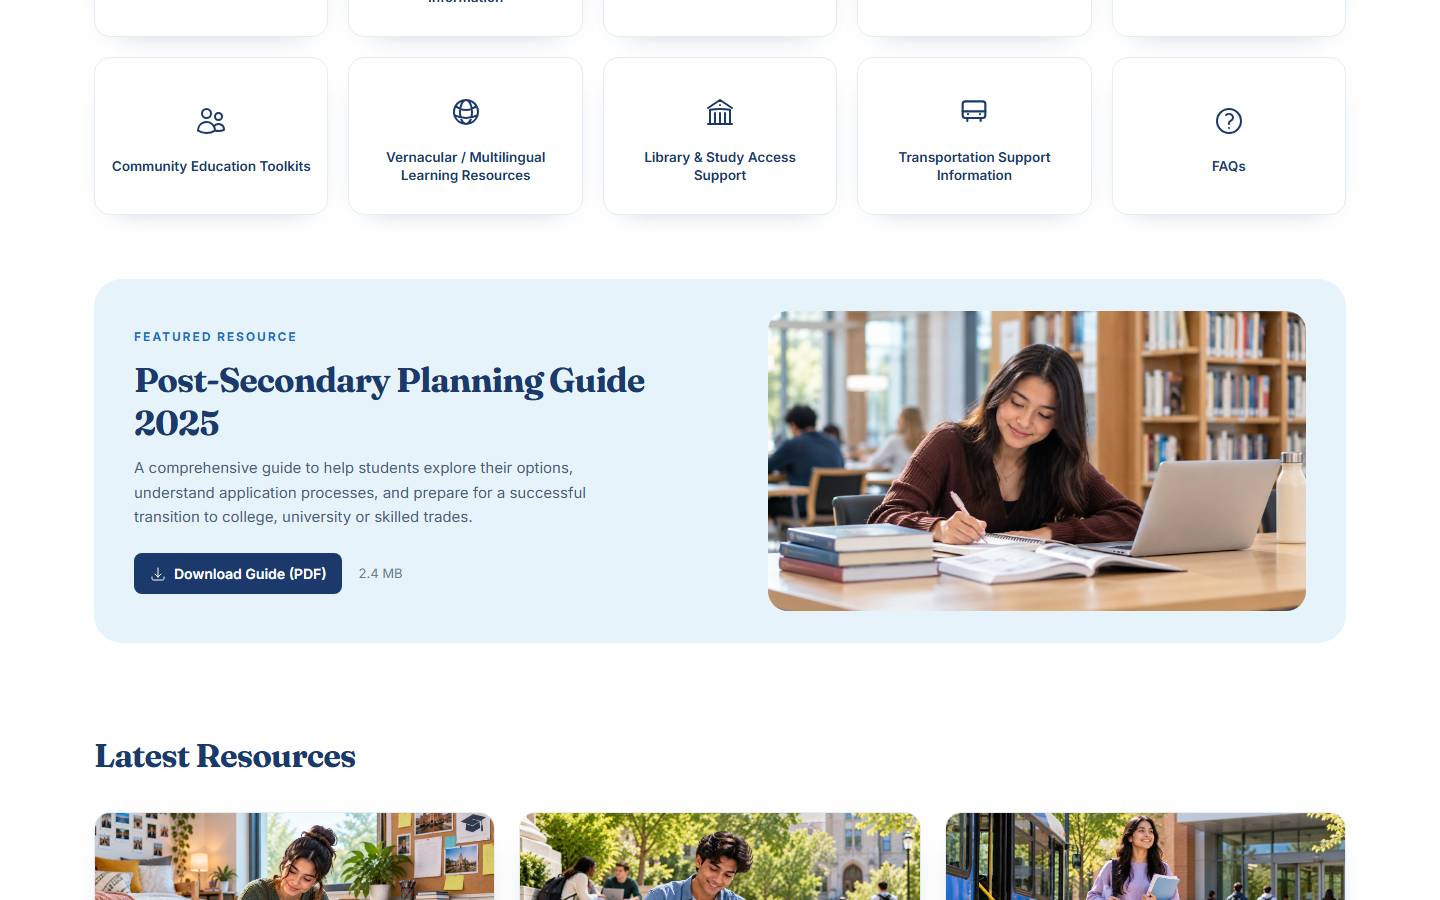 Information
Community Education Toolkits
Vernacular / Multilingual
Learning Resources
Library & Study Access
Support
Transportation Support
Information
FAQs
FEATURED RESOURCE
Post-Secondary Planning Guide
2025
A comprehensive guide to help students explore their options,
understand application processes, and prepare for a successful
transition to college, university or skilled trades.
Download Guide (PDF)
2.4 MB
Latest Resources